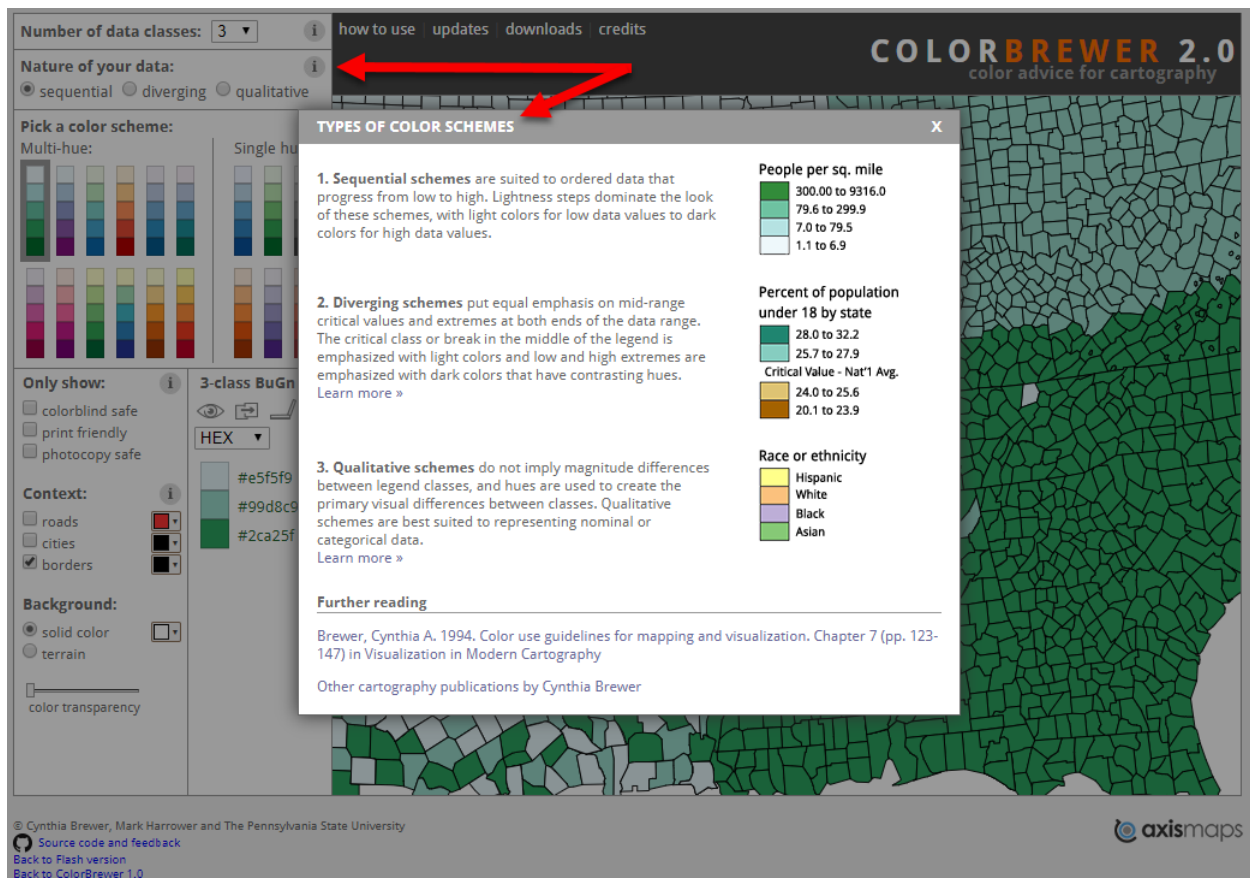 Number of data classes: 3
i
how to use | updates | downloads | credits
COLORBREWER 2.0
color advice for cartography
Nature of your data:
i
sequential diverging qualitative
Pick a color scheme:
Multi-hue:
Single hu
TYPES OF COLOR SCHEMES
X
1. Sequential schemes are suited to ordered data that
progress from low to high. Lightness steps dominate the look
of these schemes, with light colors for low data values to dark
colors for high data values.
People per sq. mile
300.00 to 9316.0
79.6 to 299.9
7.0 to 79.5
1.1 to 6.9
2. Diverging schemes put equal emphasis on mid-range
critical values and extremes at both ends of the data range.
The critical class or break in the middle of the legend is
emphasized with light colors and low and high extremes are
emphasized with dark colors that have contrasting hues.
Learn more »
Percent of population
under 18 by state
28.0 to 32.2
25.7 to 27.9
Critical Value - Nat'1 Avg.
24.0 to 25.6
20.1 to 23.9
3. Qualitative schemes do not imply magnitude differences
between legend classes, and hues are used to create the
primary visual differences between classes. Qualitative
schemes are best suited to representing nominal or
categorical data.
Learn more »
Race or ethnicity
Hispanic
White
Black
Asian
Further reading
Brewer, Cynthia A. 1994. Color use guidelines for mapping and visualization. Chapter 7 (pp. 123-
147) in Visualization in Modern Cartography
Other cartography publications by Cynthia Brewer
Only show:
i
colorblind safe
print friendly
photocopy safe
Context:
i
roads
cities
borders
Background:
solid color
terrain
color transparency
3-class BuGn
HEX
#e5f5f9
#99d8c9
#2ca25f
© Cynthia Brewer, Mark Harrower and The Pennsylvania State University
Source code and feedback
Back to Flash version
Back to ColorBrewer 1.0
axismaps